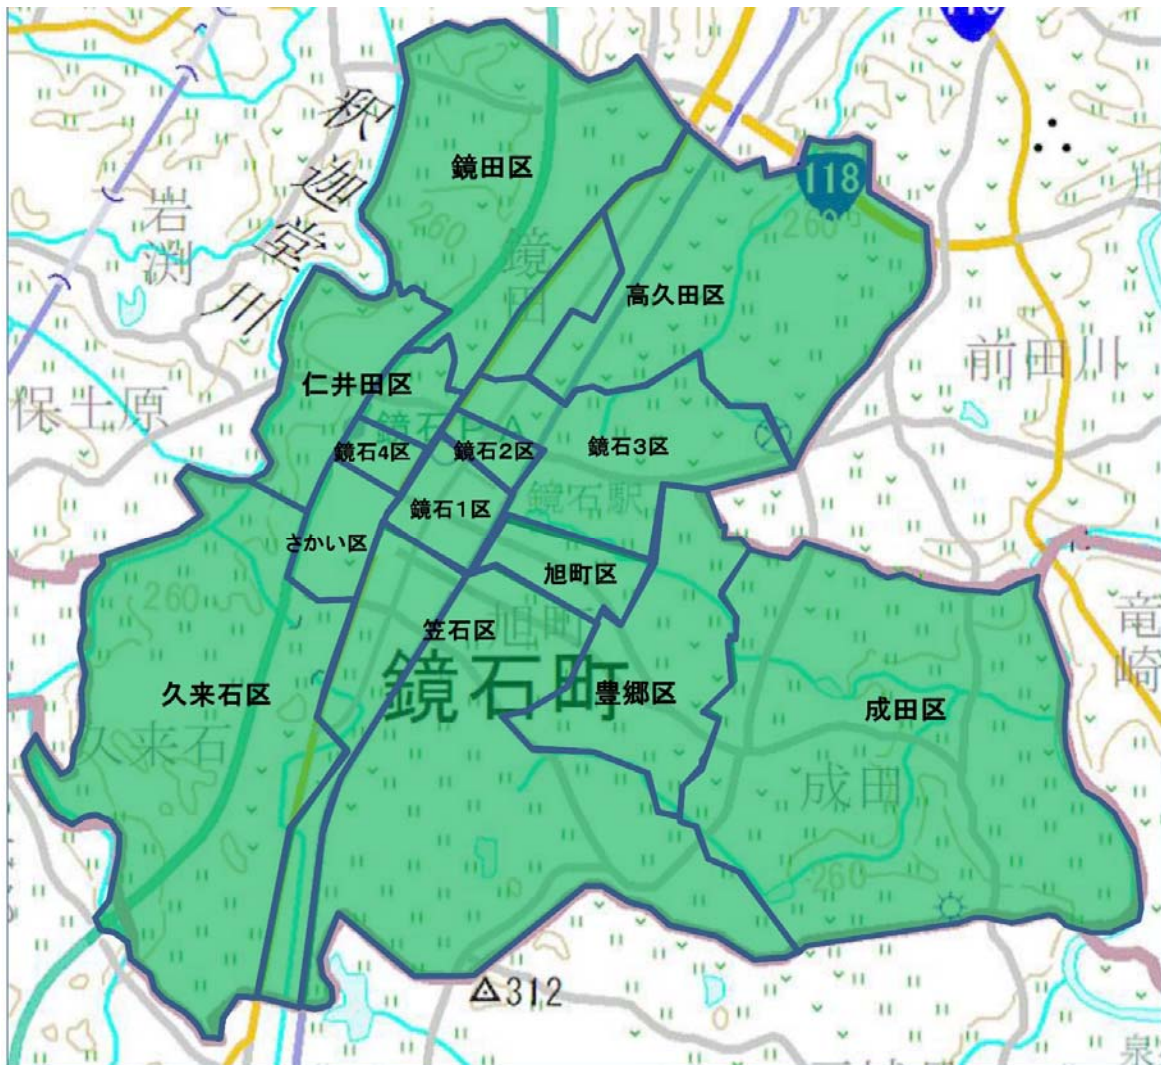 118
釈迦堂川
鏡田区
岩渕
260
260
鏡田
高久田区
前田川
仁井田区
保土原
鏡石PA
鏡石4区
鏡石2区
鏡石3区
鏡石駅
鏡石1区
さかい区
旭町区
260
竜崎
笠石区
旭町
鏡石町
久来石区
豊郷区
成田区
久来石
成田
260
312
泉